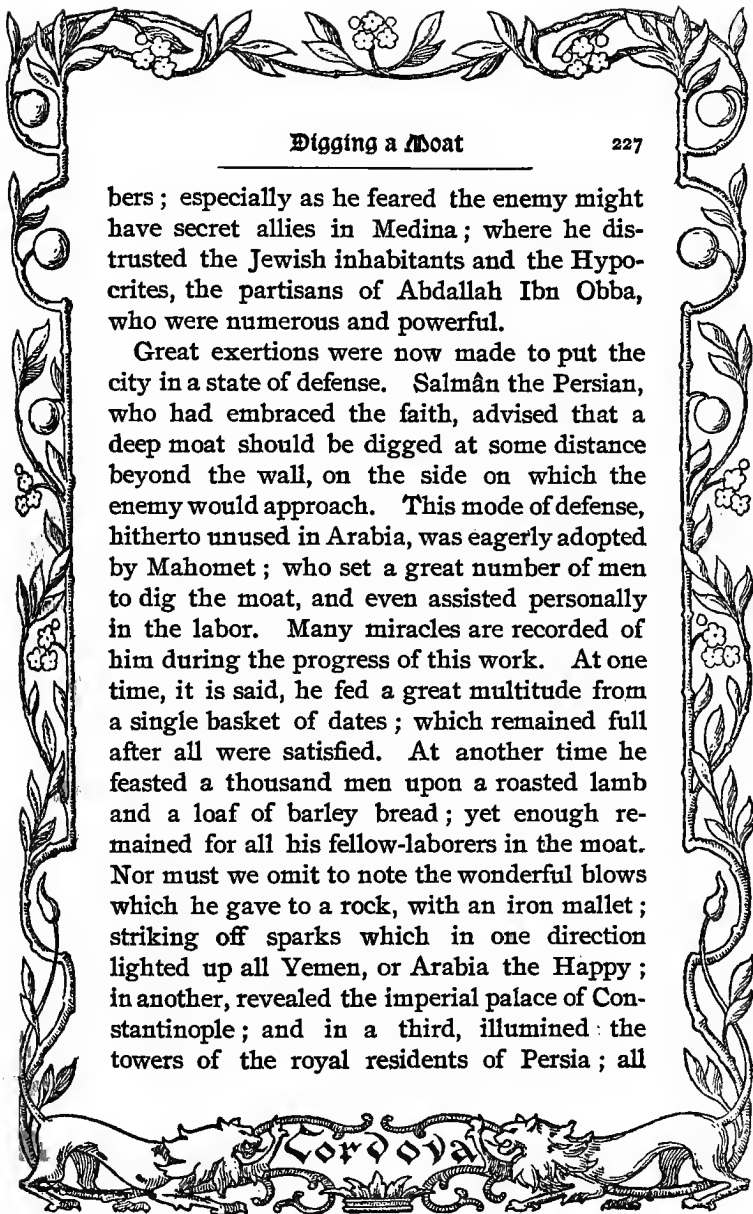 Digging a Moat 227
bers; especially as he feared the enemy might
have secret allies in Medina; where he dis-
trusted the Jewish inhabitants and the Hypo-
crites, the partisans of Abdallah Ibn Obba,
who were numerous and powerful.
Great exertions were now made to put the
city in a state of defense. Salmân the Persian,
who had embraced the faith, advised that a
deep moat should be digged at some distance
beyond the wall, on the side on which the
enemy would approach. This mode of defense,
hitherto unused in Arabia, was eagerly adopted
by Mahomet; who set a great number of men
to dig the moat, and even assisted personally
in the labor. Many miracles are recorded of
him during the progress of this work. At one
time, it is said, he fed a great multitude from
a single basket of dates; which remained full
after all were satisfied. At another time he
feasted a thousand men upon a roasted lamb
and a loaf of barley bread; yet enough re-
mained for all his fellow-laborers in the moat.
Nor must we omit to note the wonderful blows
which he gave to a rock, with an iron mallet;
striking off sparks which in one direction
lighted up all Yemen, or Arabia the Happy;
in another, revealed the imperial palace of Con-
stantinople; and in a third, illumined the
towers of the royal residents of Persia; all
Cordova